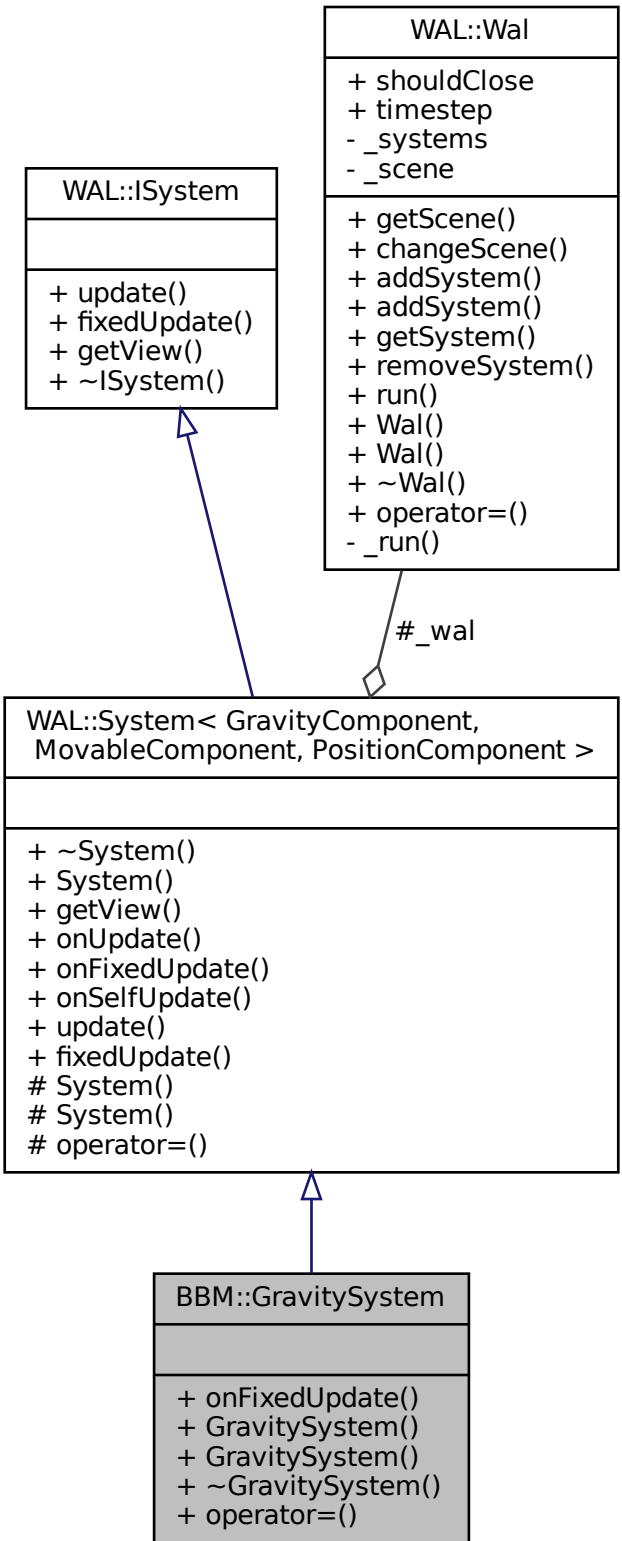 WAL::Wal
+ shouldClose
+ timestep
- _systems
- _scene
+ getScene()
+ changeScene()
+ addSystem()
+ addSystem()
+ getSystem()
+ removeSystem()
+ run()
+ Wal()
+ Wal()
+ ~Wal()
+ operator=()
- _run()
WAL::ISystem
+ update()
+ fixedUpdate()
+ getView()
+ ~ISystem()
#_wal
WAL::System< GravityComponent,
MovableComponent, PositionComponent >
+ ~System()
+ System()
+ getView()
+ onUpdate()
+ onFixedUpdate()
+ onSelfUpdate()
+ update()
+ fixedUpdate()
# System()
# System()
# operator=()
BBM::GravitySystem
+ onFixedUpdate()
+ GravitySystem()
+ GravitySystem()
+ ~GravitySystem()
+ operator=()